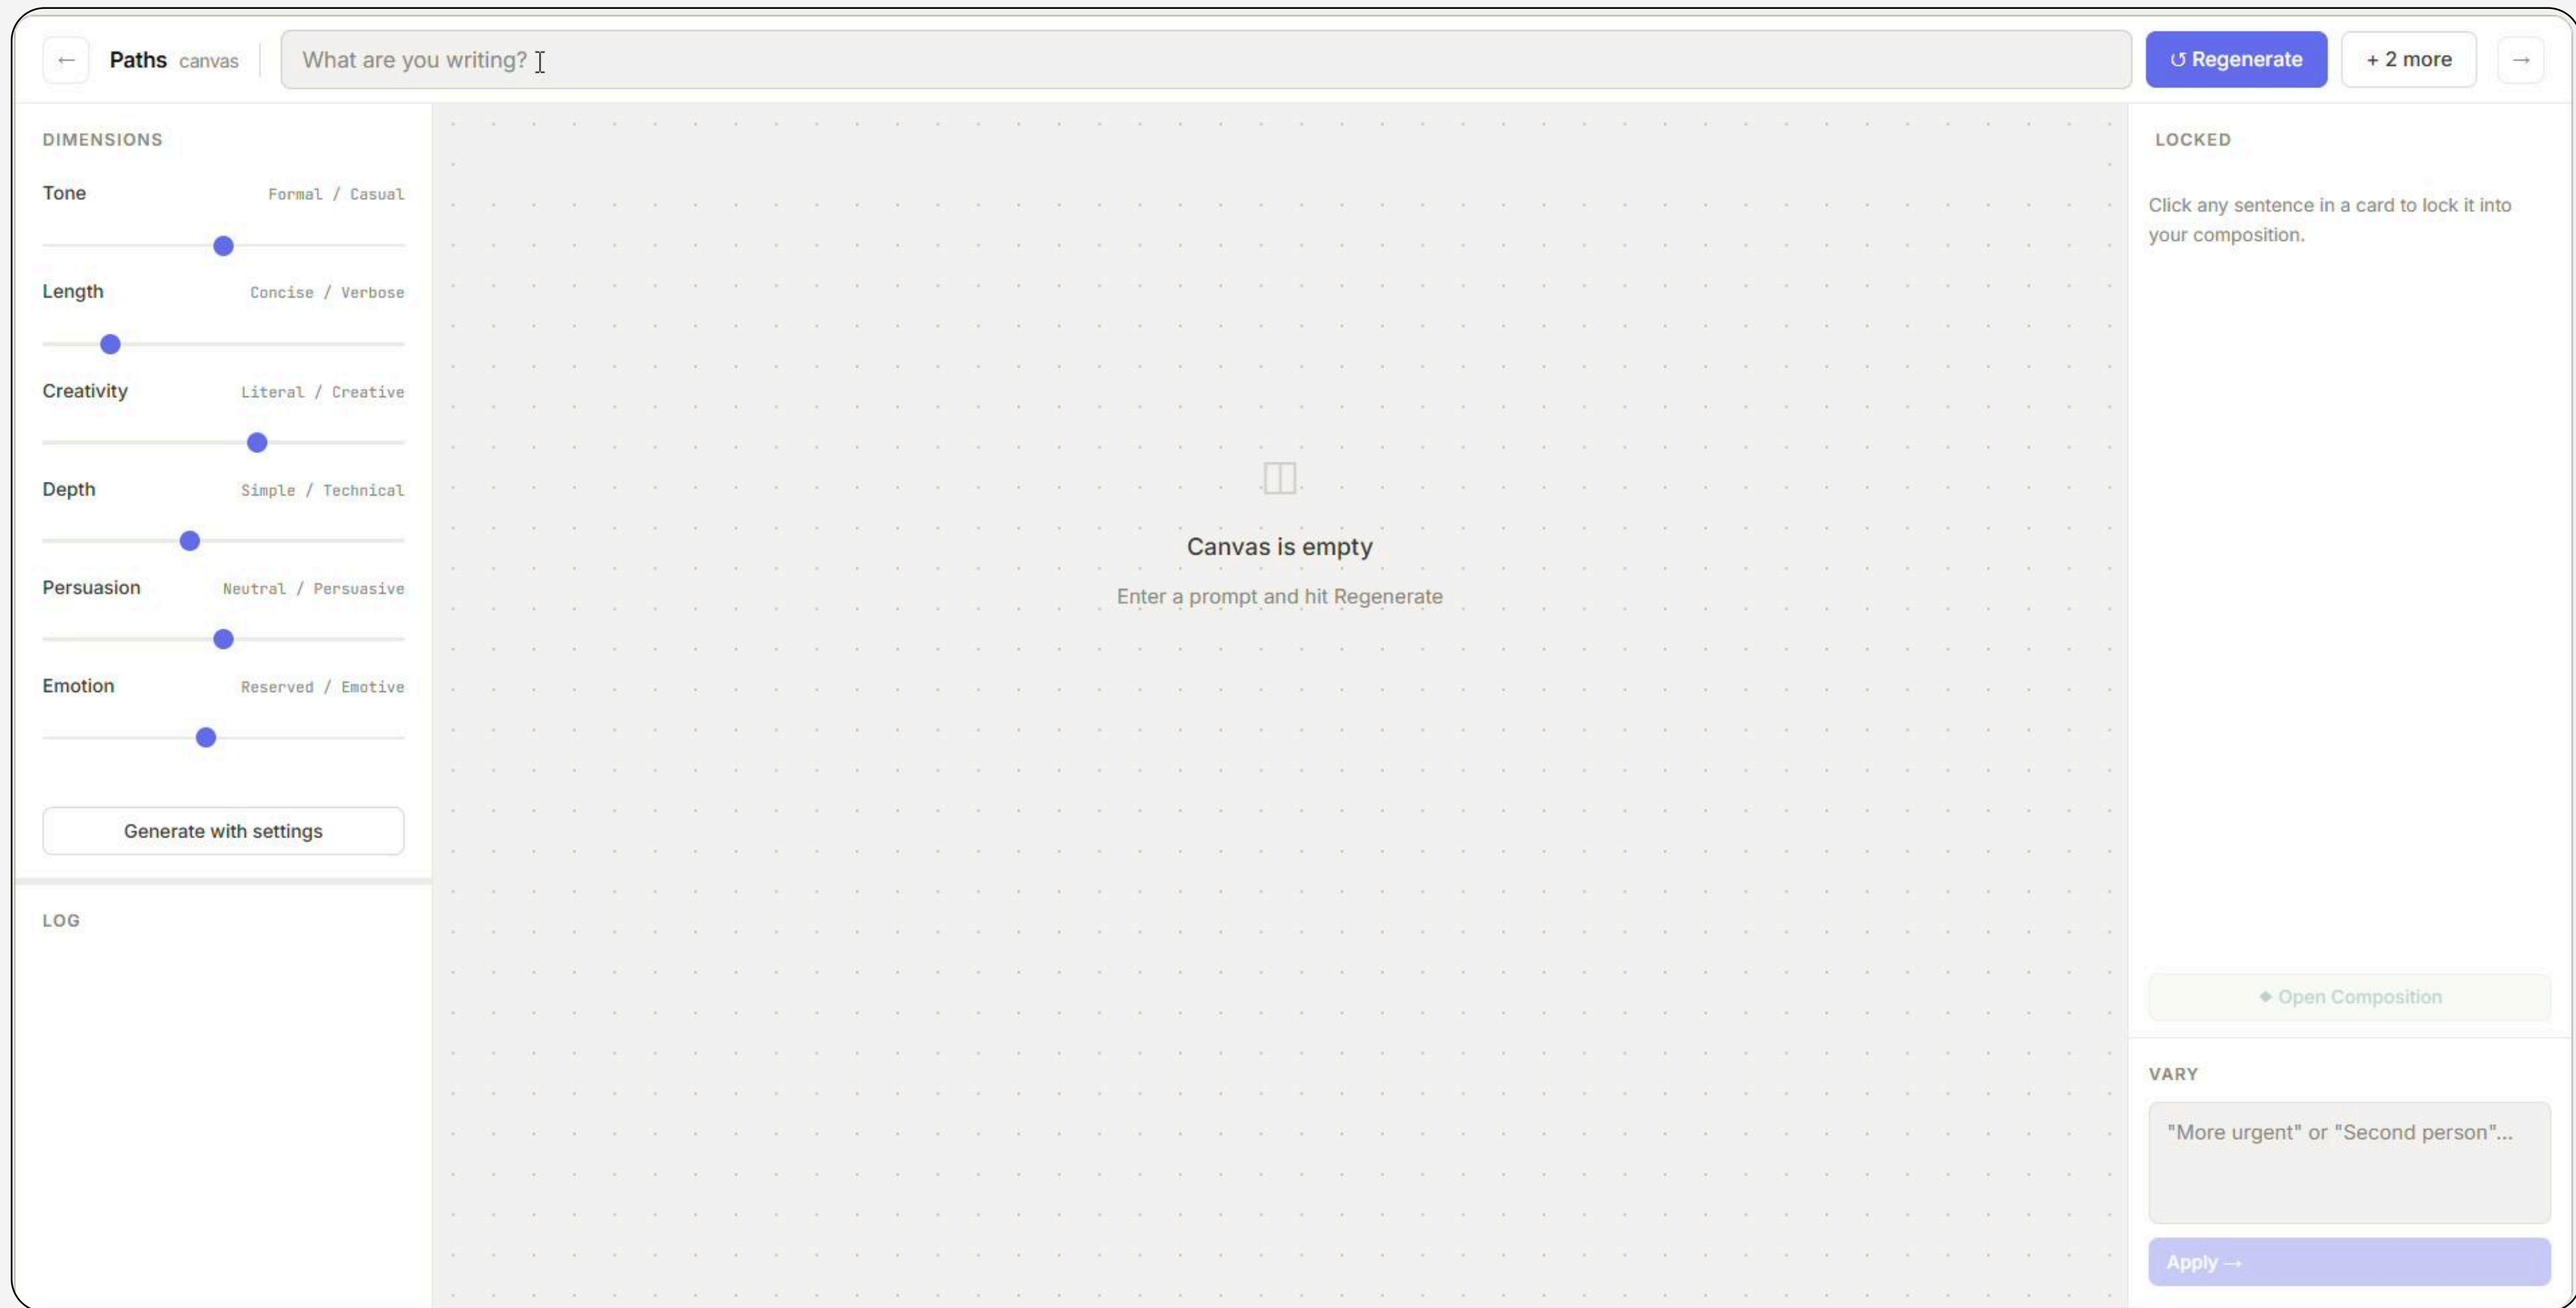 ← Paths canvas What are you writing? ↺ Regenerate + 2 more →
DIMENSIONS
Tone Formal / Casual
Length Concise / Verbose
Creativity Literal / Creative
Depth Simple / Technical
Persuasion Neutral / Persuasive
Emotion Reserved / Emotive
Generate with settings
LOG
Canvas is empty
Enter a prompt and hit Regenerate
LOCKED
Click any sentence in a card to lock it into
your composition.
◆ Open Composition
VARY
"More urgent" or "Second person"...
Apply →